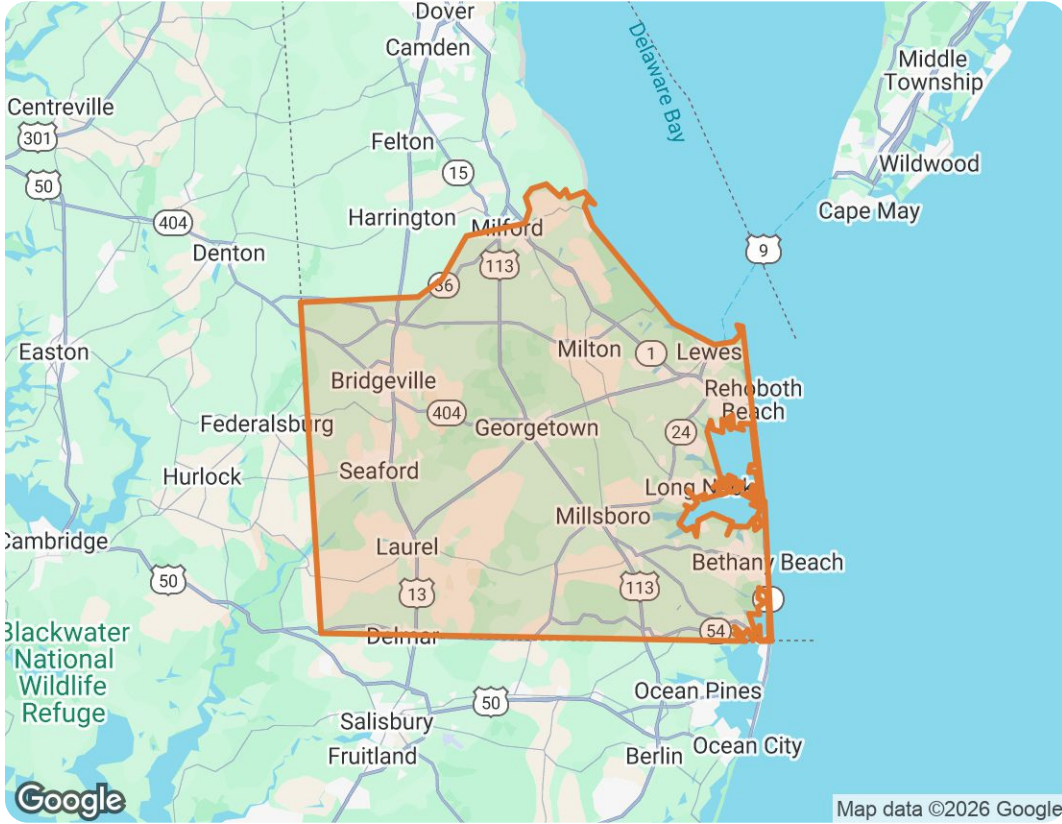 Dover
Camden
Delaware Bay
Middle
Township
Centreville
301
Felton
50
15
Wildwood
Harrington
Cape May
404
Milford
Denton
9
113
36
Easton
Milton
1
Lewes
Bridgeville
Rehoboth
Beach
404
Federalsburg
Georgetown
24
Seaford
Hurlock
Long Neck
Millsboro
Cambridge
Laurel
Bethany Beach
50
113
13
54
Delmar
Blackwater
National
Wildlife
Refuge
Ocean Pines
50
Salisbury
Ocean City
Fruitland
Berlin
Google
Map data ©2026 Google